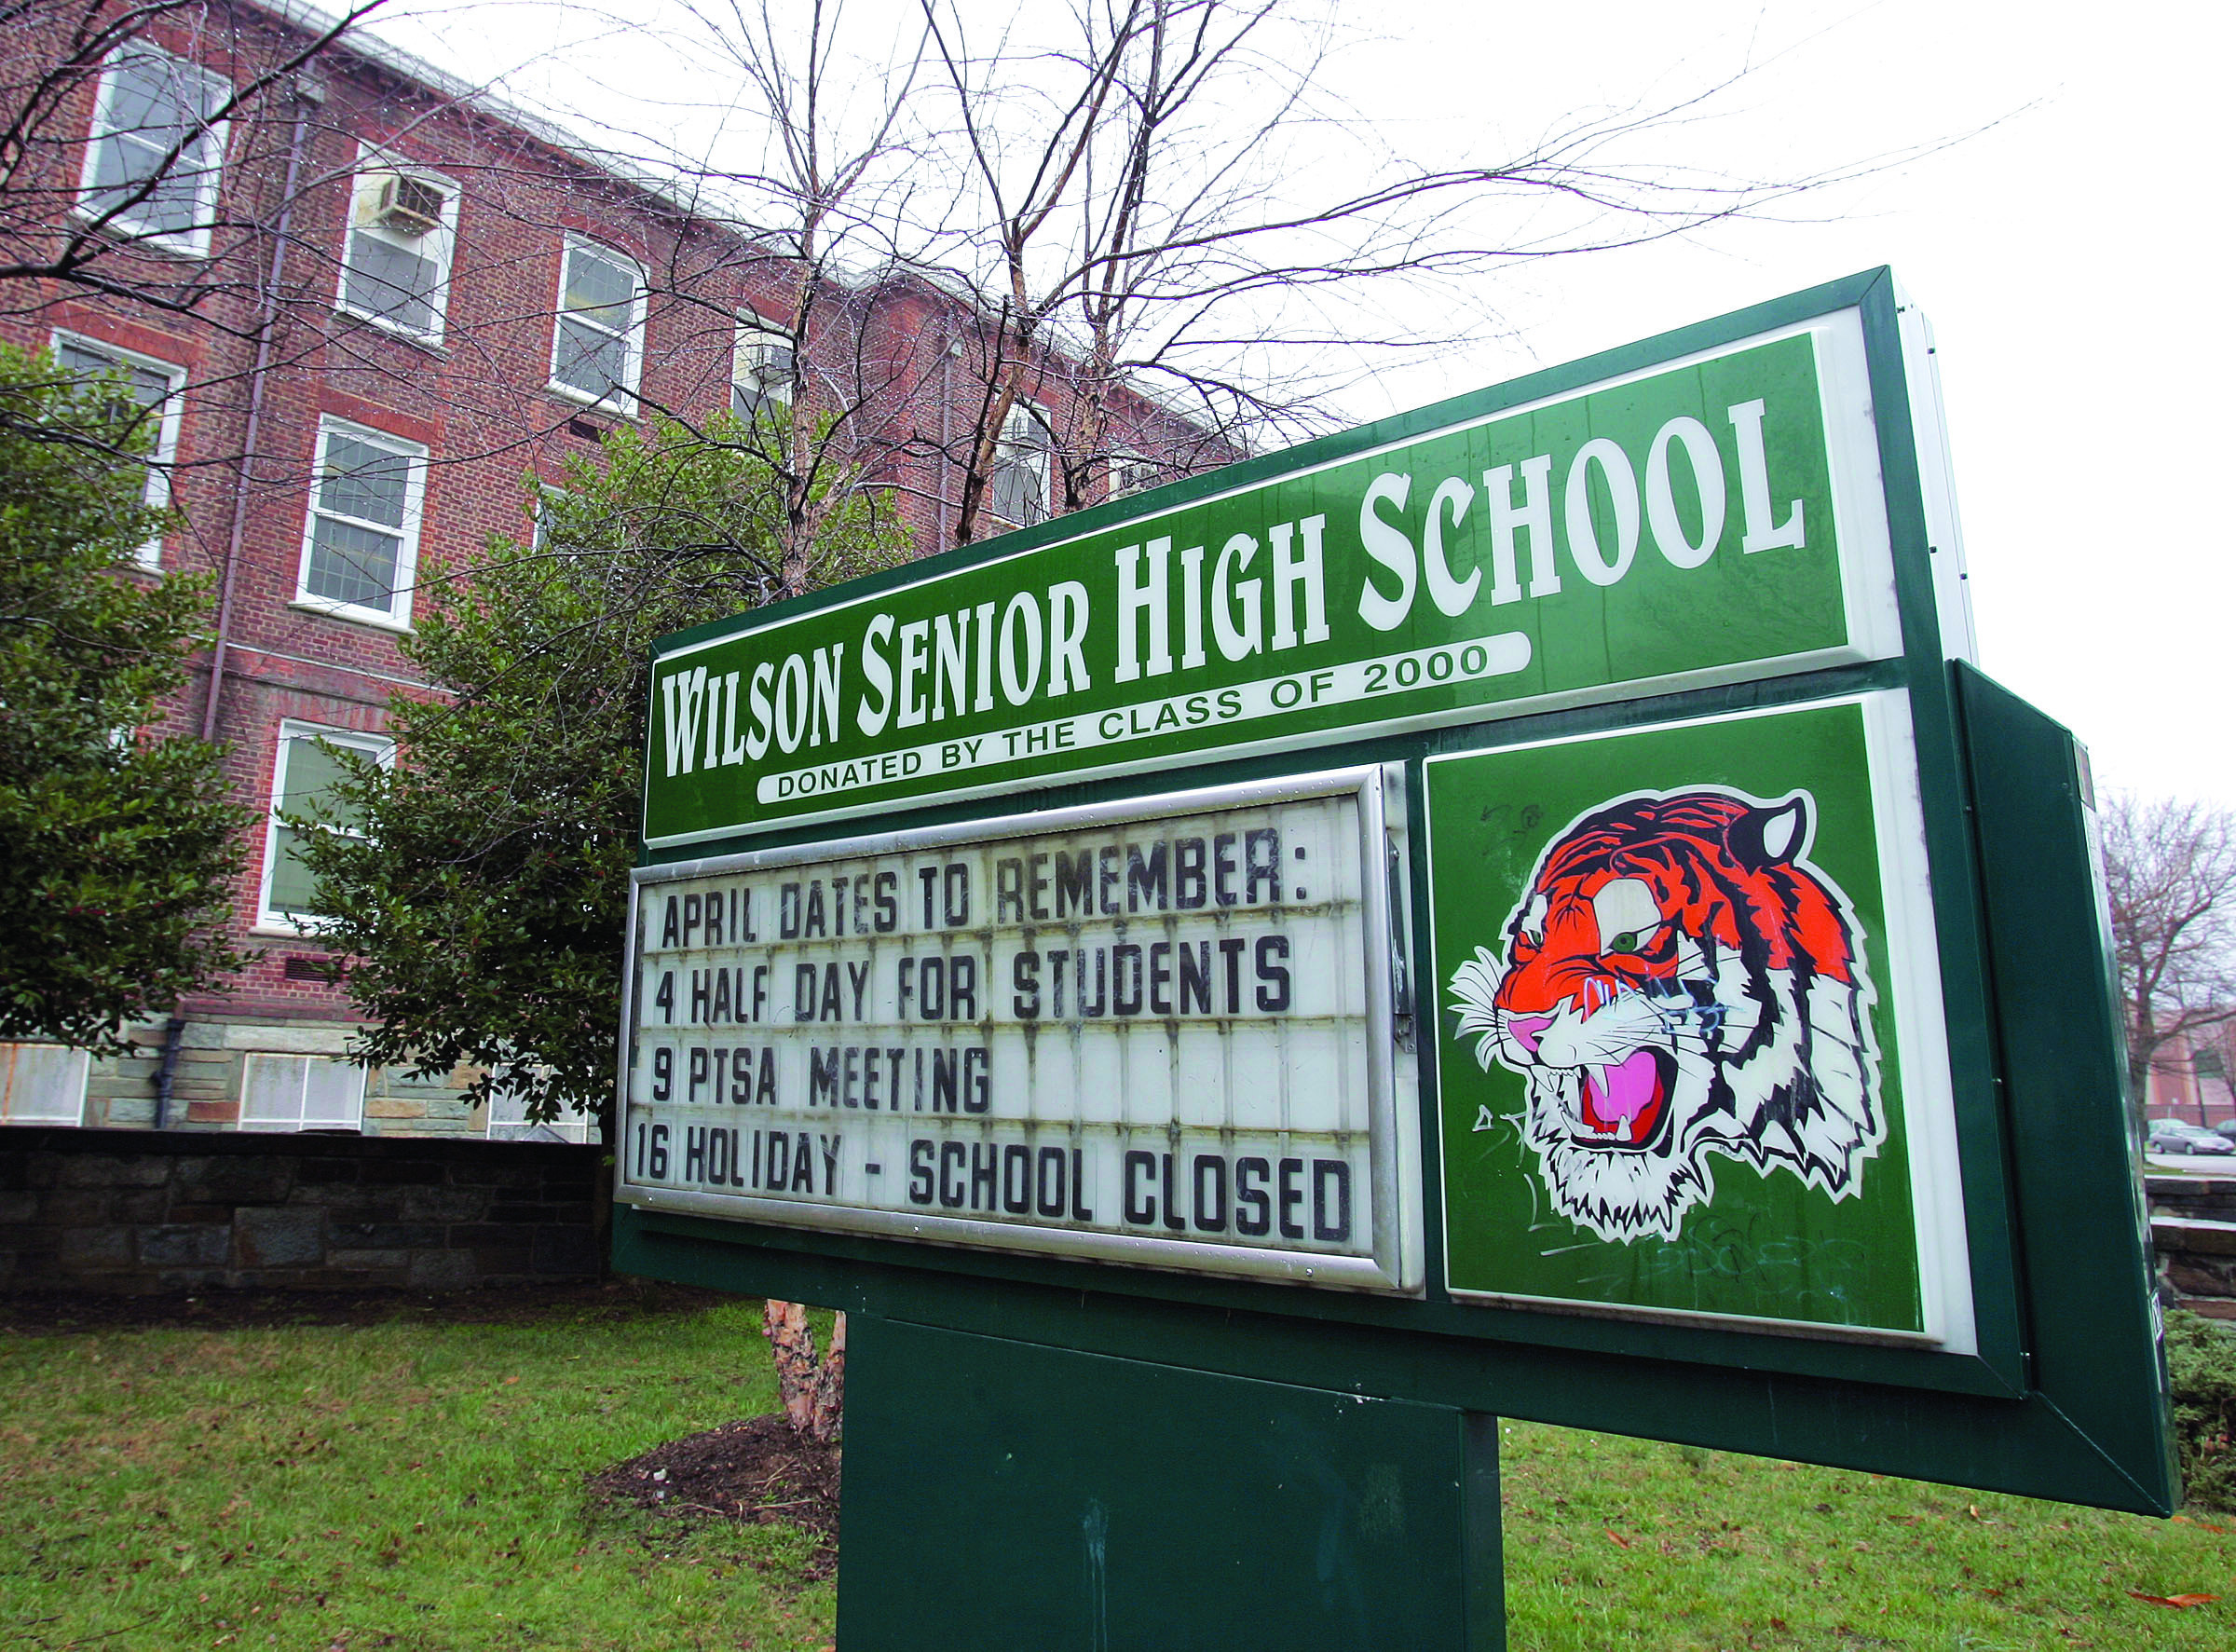 WILSON SENIOR HIGH SCHOOL
DONATED BY THE CLASS OF 2000
APRIL DATES TO REMEMBER:
4 HALF DAY FOR STUDENTS
9 PTSA MEETING
16 HOLIDAY - SCHOOL CLOSED